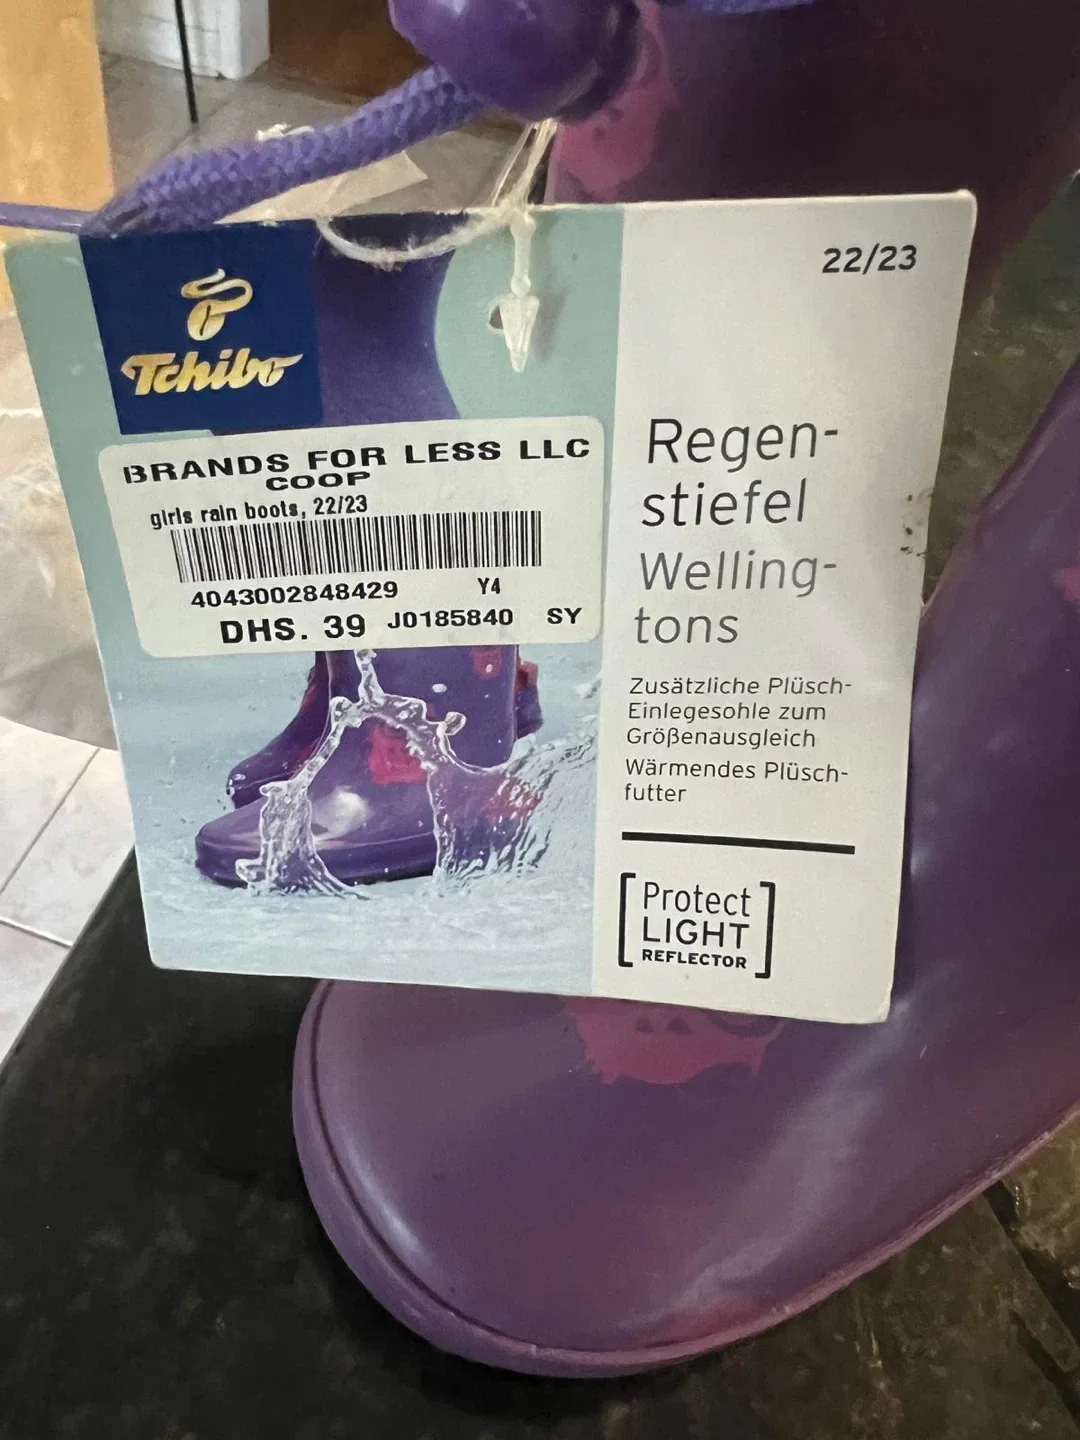 Tchibo
BRANDS FOR LESS LLC
COOP
girls rain boots, 22/23
4043002848429 Y4
DHS. 39 J0185840 SY
22/23
Regen-
stiefel
Welling-
tons
Zusätzliche Plüsch-
Einlegesohle zum
Größenausgleich
Wärmendes Plüsch-
futter
Protect
LIGHT
REFLECTOR